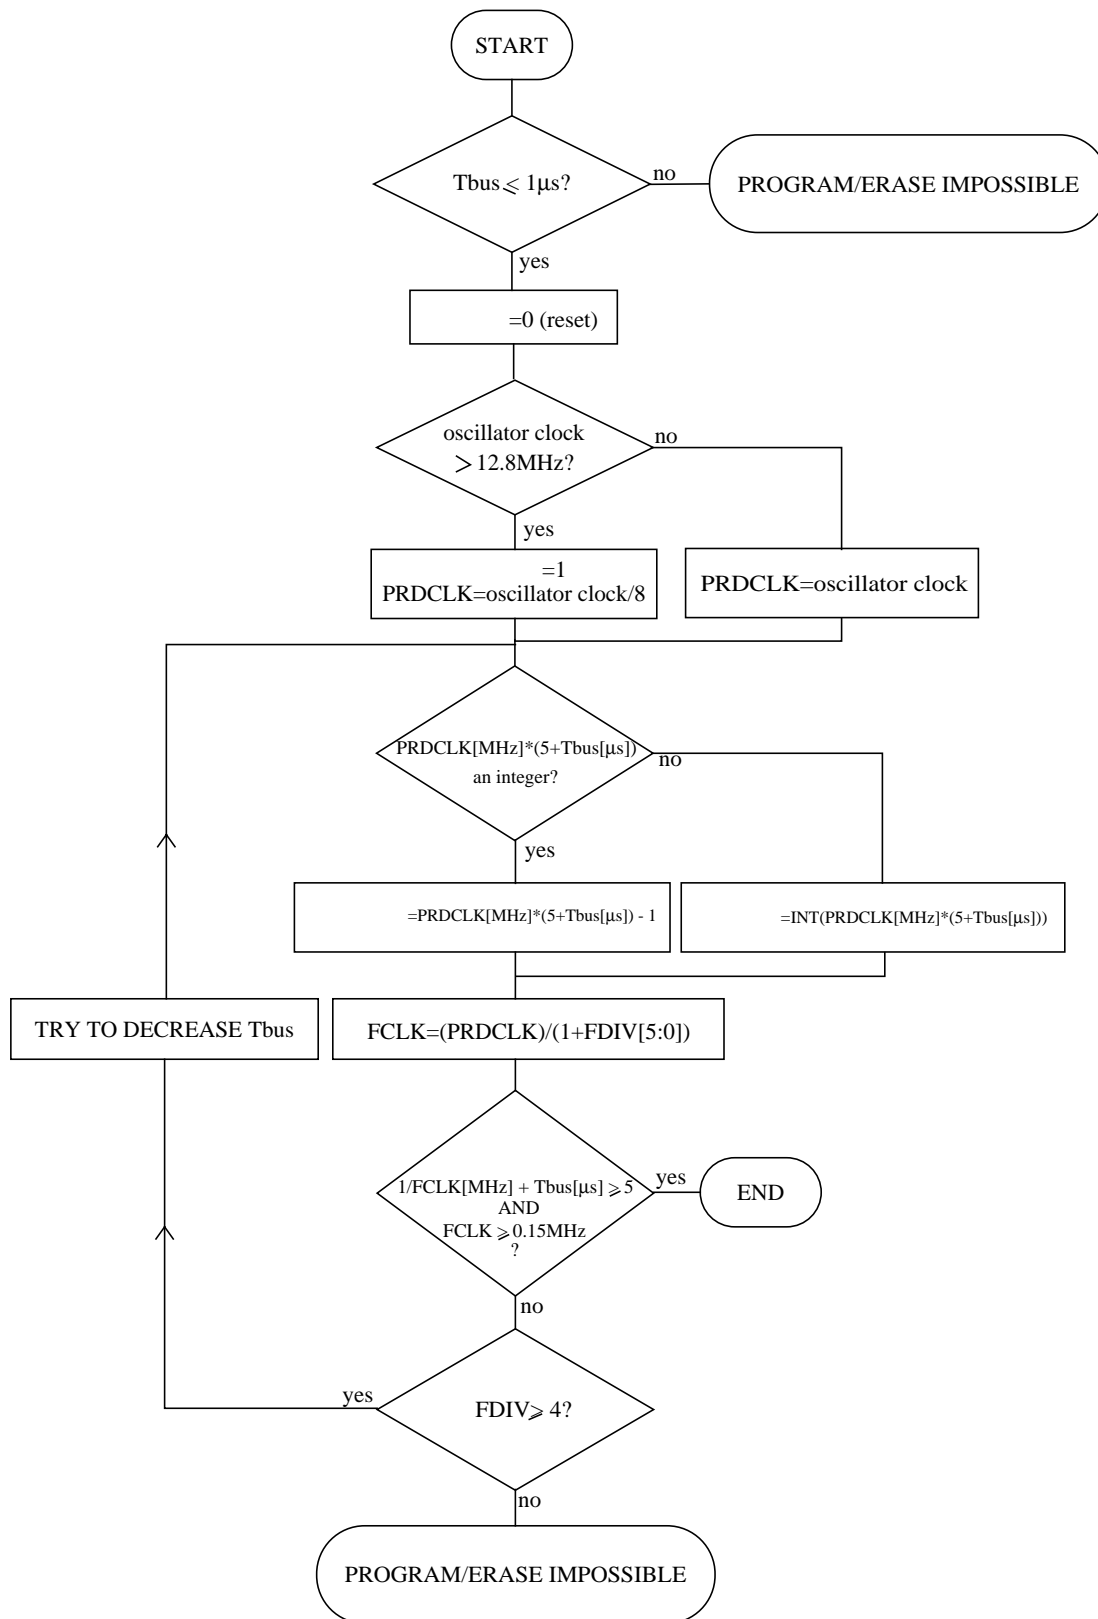 START
Tbus ⩽ 1μs?
no
PROGRAM/ERASE IMPOSSIBLE
yes
=0 (reset)
oscillator clock
> 12.8MHz?
no
yes
=1
PRDCLK=oscillator clock/8
PRDCLK=oscillator clock
PRDCLK[MHz]*(5+Tbus[μs])
an integer?
no
yes
=PRDCLK[MHz]*(5+Tbus[μs]) - 1
=INT(PRDCLK[MHz]*(5+Tbus[μs]))
TRY TO DECREASE Tbus
FCLK=(PRDCLK)/(1+FDIV[5:0])
1/FCLK[MHz] + Tbus[μs] ⩾ 5
AND
FCLK ⩾ 0.15MHz
?
yes
END
no
yes
FDIV ⩾ 4?
no
PROGRAM/ERASE IMPOSSIBLE